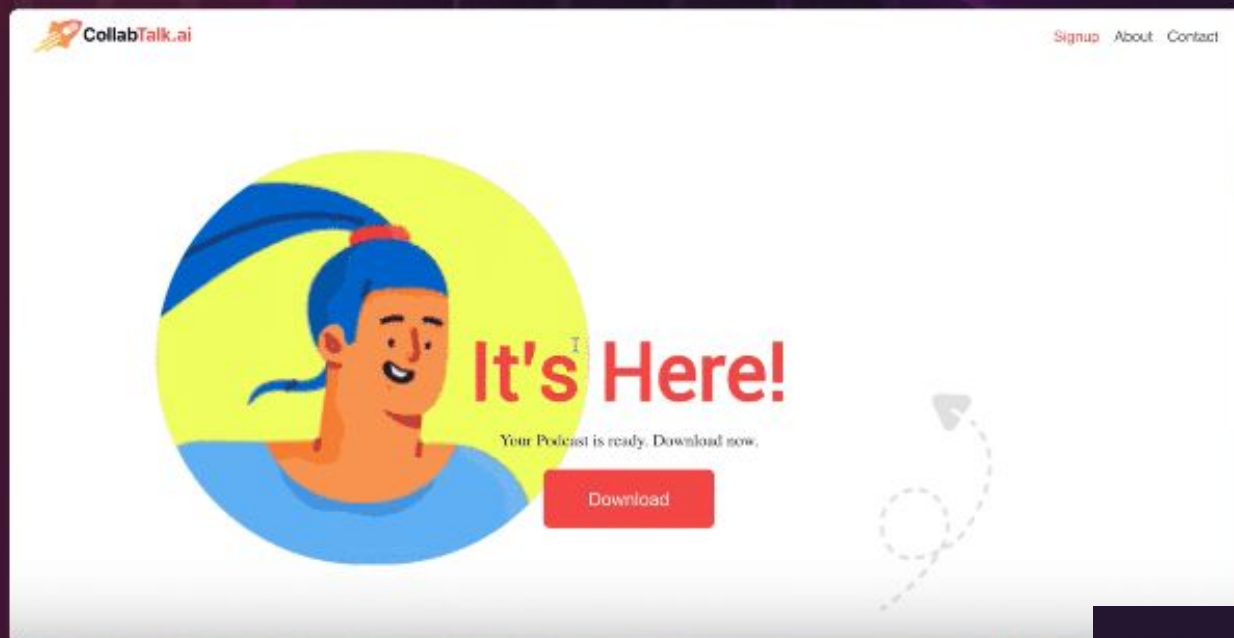 CollabTalk.ai
Signup About Contact
It's Here!
Your Podcast is ready. Download now.
Download